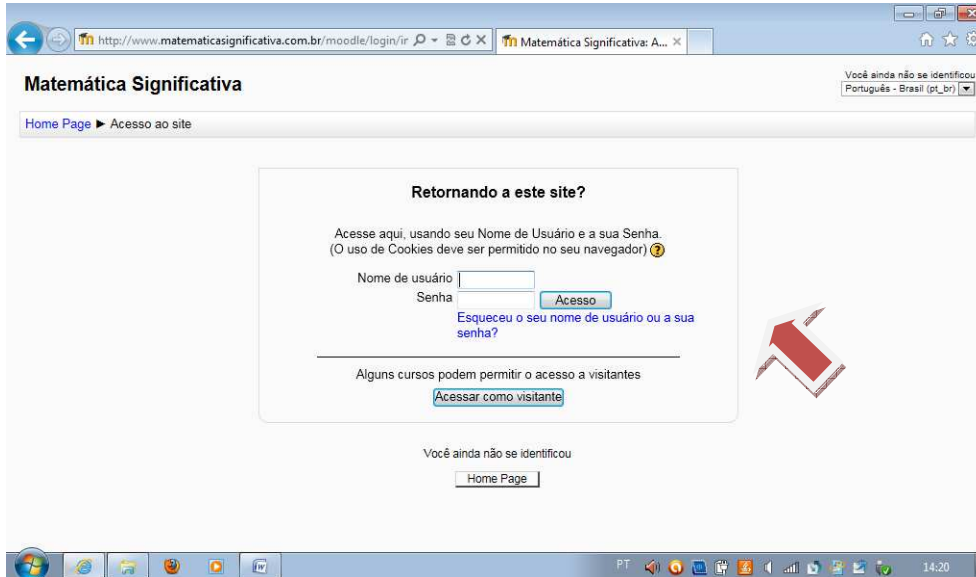 http://www.matematicasignificativa.com.br/moodle/login/ir
Matemática Significativa: A...
Matemática Significativa
Você ainda não se identificou
Português - Brasil (pt_br)
Home Page ► Acesso ao site
Retornando a este site?
Acesse aqui, usando seu Nome de Usuário e a sua Senha.
(O uso de Cookies deve ser permitido no seu navegador) ?
Nome de usuário
Senha
Acesso
Esqueceu o seu nome de usuário ou a sua
senha?
Alguns cursos podem permitir o acesso a visitantes
Acessar como visitante
Você ainda não se identificou
Home Page
PT
14:20